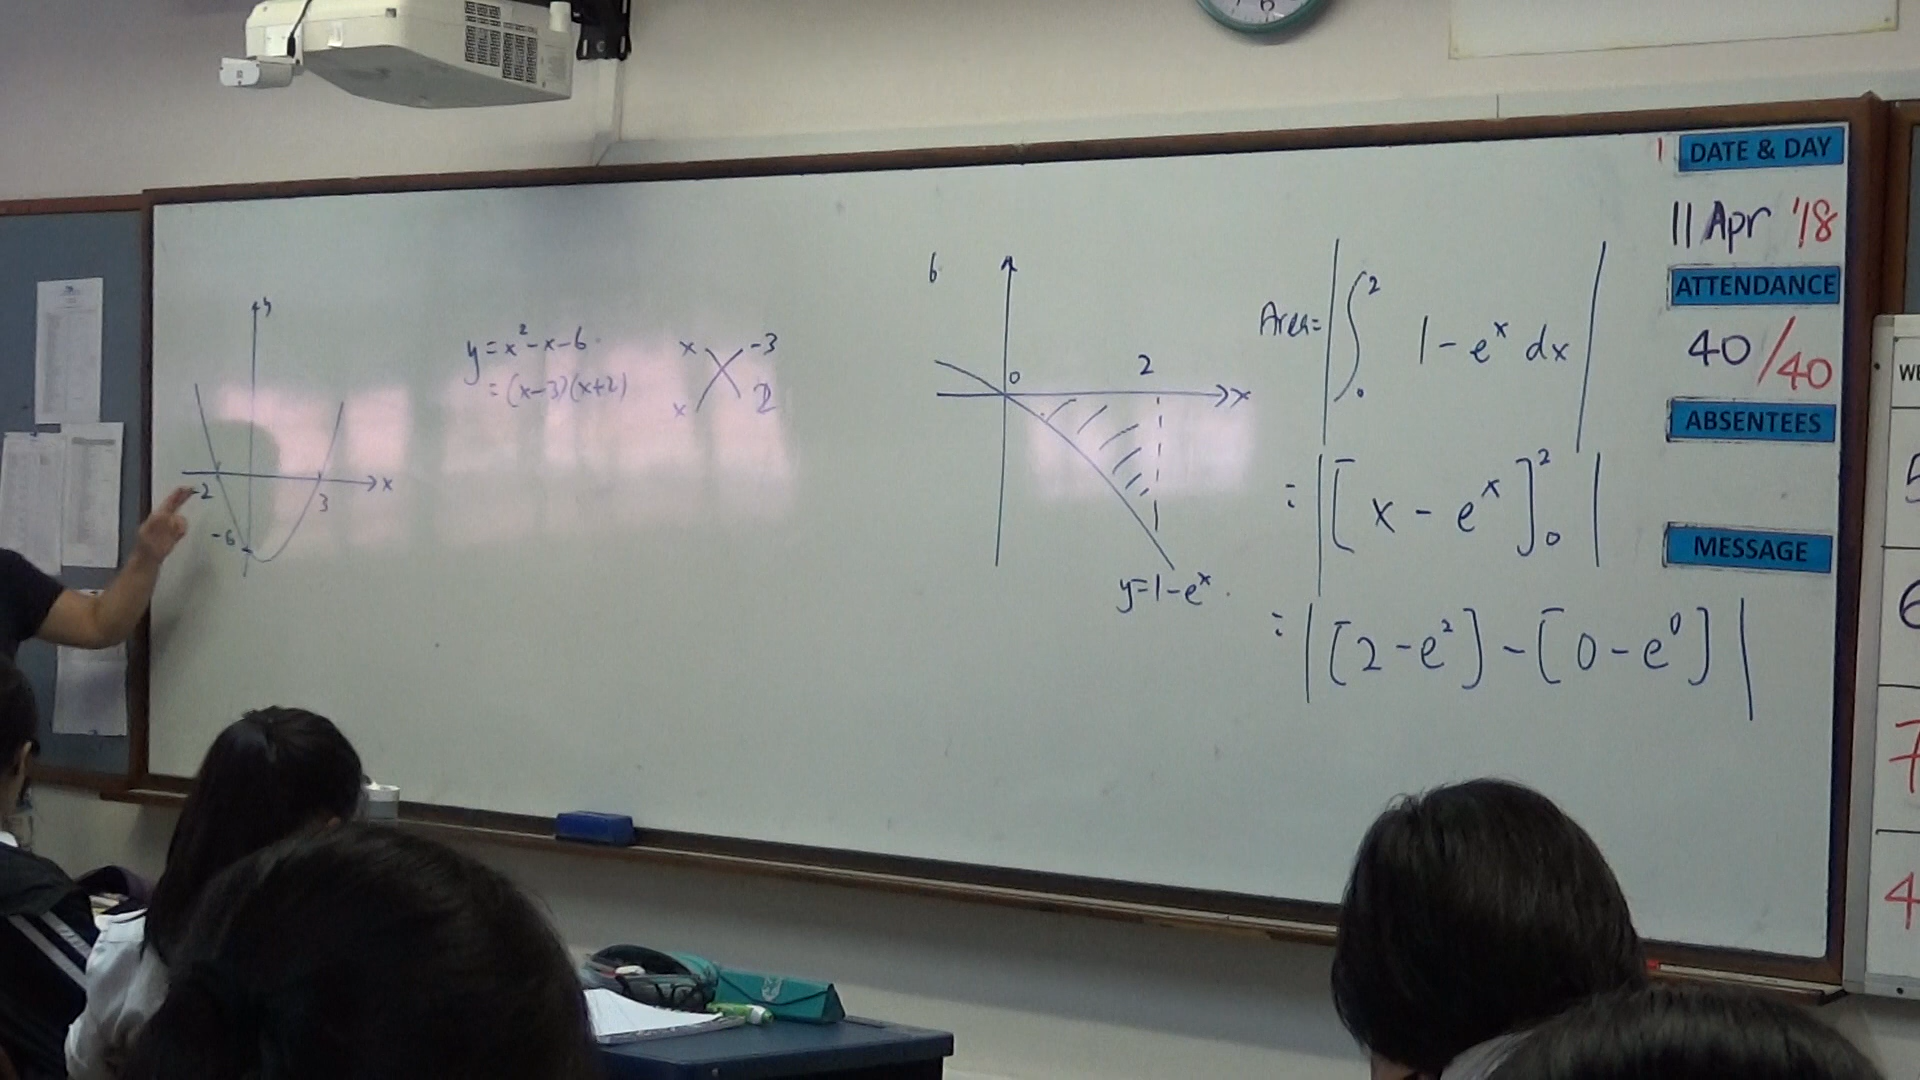 y
-2
3
x
-6
y = x² - x - 6
= (x-3)(x+2)
x -3
x 2
6
0
2
x
y = 1 - eˣ
Area = | ∫₀² 1 - eˣ dx |
= | [ x - eˣ ]₀² |
= | [ 2 - e² ] - [ 0 - e⁰ ] |
DATE & DAY
11 Apr '18
ATTENDANCE
40/40
ABSENTEES
MESSAGE